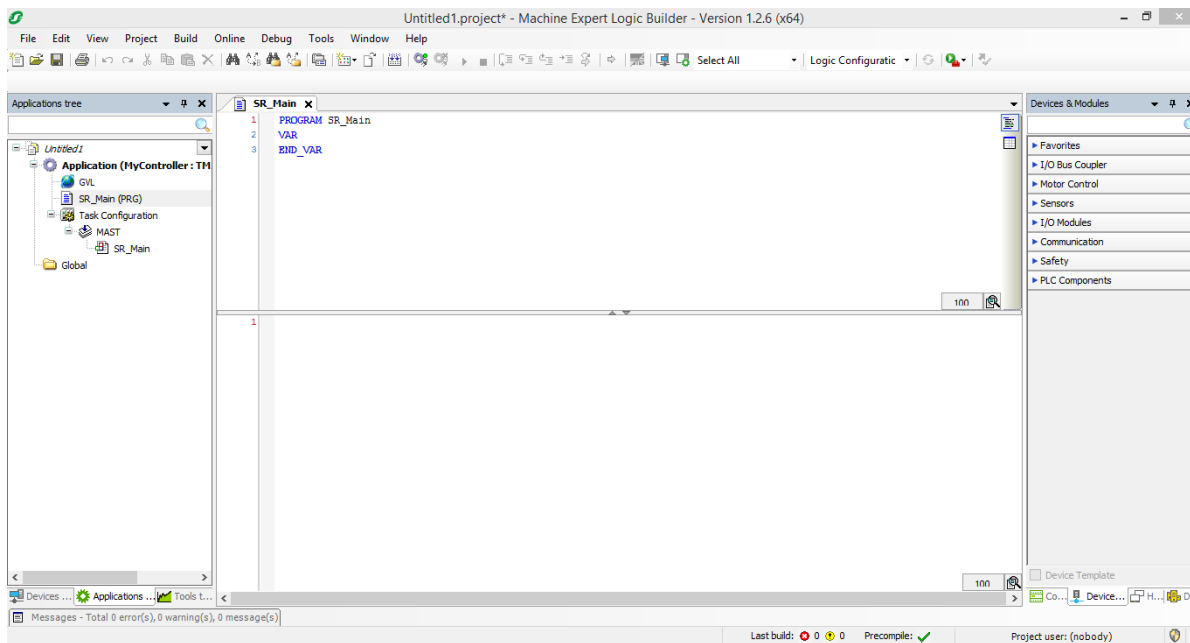 Untitled1.project* - Machine Expert Logic Builder - Version 1.2.6 (x64)
File Edit View Project Build Online Debug Tools Window Help
Select All Logic Configuratic
Applications tree
Untitled1
Application (MyController : TM
GVL
SR_Main (PRG)
Task Configuration
MAST
SR_Main
Global
Devices ... Applications ... Tools t...
SR_Main
1 PROGRAM SR_Main
2 VAR
3 END_VAR
100
1
100
Devices & Modules
Favorites
I/O Bus Coupler
Motor Control
Sensors
I/O Modules
Communication
Safety
PLC Components
Device Template
Co... Device... H... D
Messages - Total 0 error(s), 0 warning(s), 0 message(s)
Last build: 0 0 Precompile: Project user: (nobody)